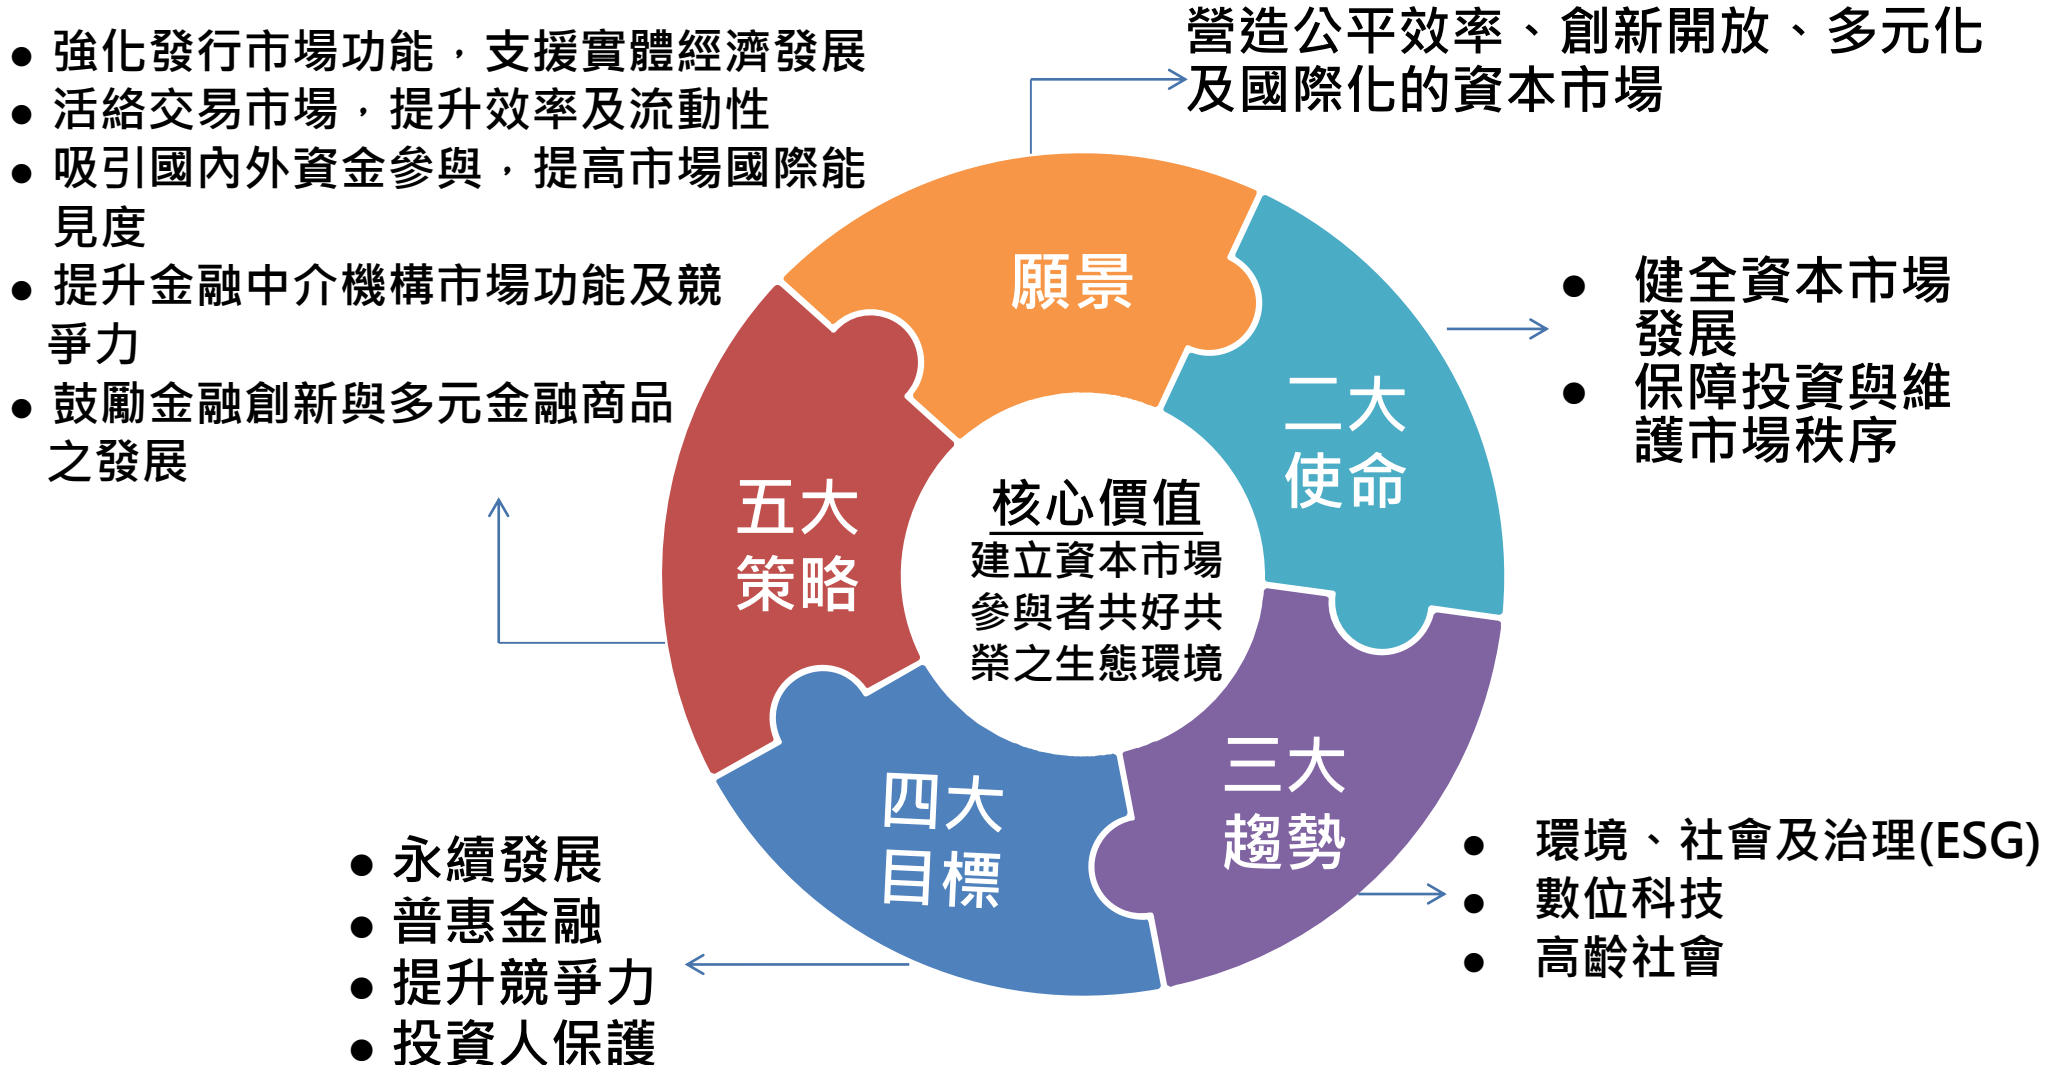 營造公平效率、創新開放、多元化
及國際化的資本市場
● 強化發行市場功能，支援實體經濟發展
● 活絡交易市場，提升效率及流動性
● 吸引國內外資金參與，提高市場國際能
見度
● 提升金融中介機構市場功能及競
爭力
● 鼓勵金融創新與多元金融商品
之發展
願景
● 健全資本市場
發展
● 保障投資與維
護市場秩序
二大
使命
五大
策略
核心價值
建立資本市場
參與者共好共
榮之生態環境
三大
趨勢
四大
目標
● 環境、社會及治理(ESG)
● 數位科技
● 高齡社會
● 永續發展
● 普惠金融
● 提升競爭力
● 投資人保護